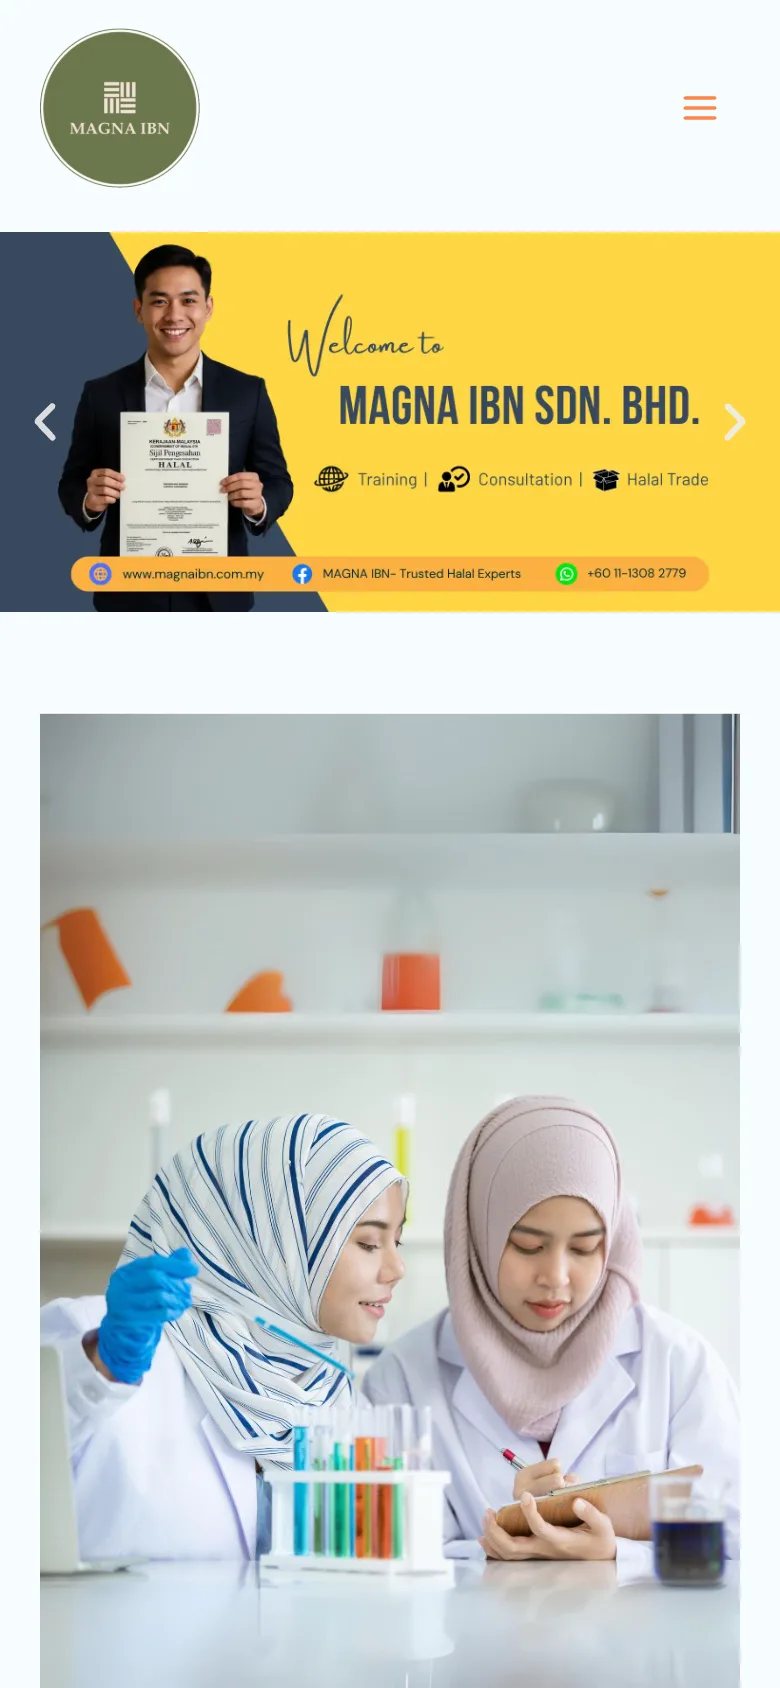 MAGNA IBN
Welcome to
MAGNA IBN SDN. BHD.
Training | Consultation | Halal Trade
KERAJAAN MALAYSIA
Sijil Pengesahan
HALAL
www.magnaibn.com.my MAGNA IBN- Trusted Halal Experts +60 11-1308 2779